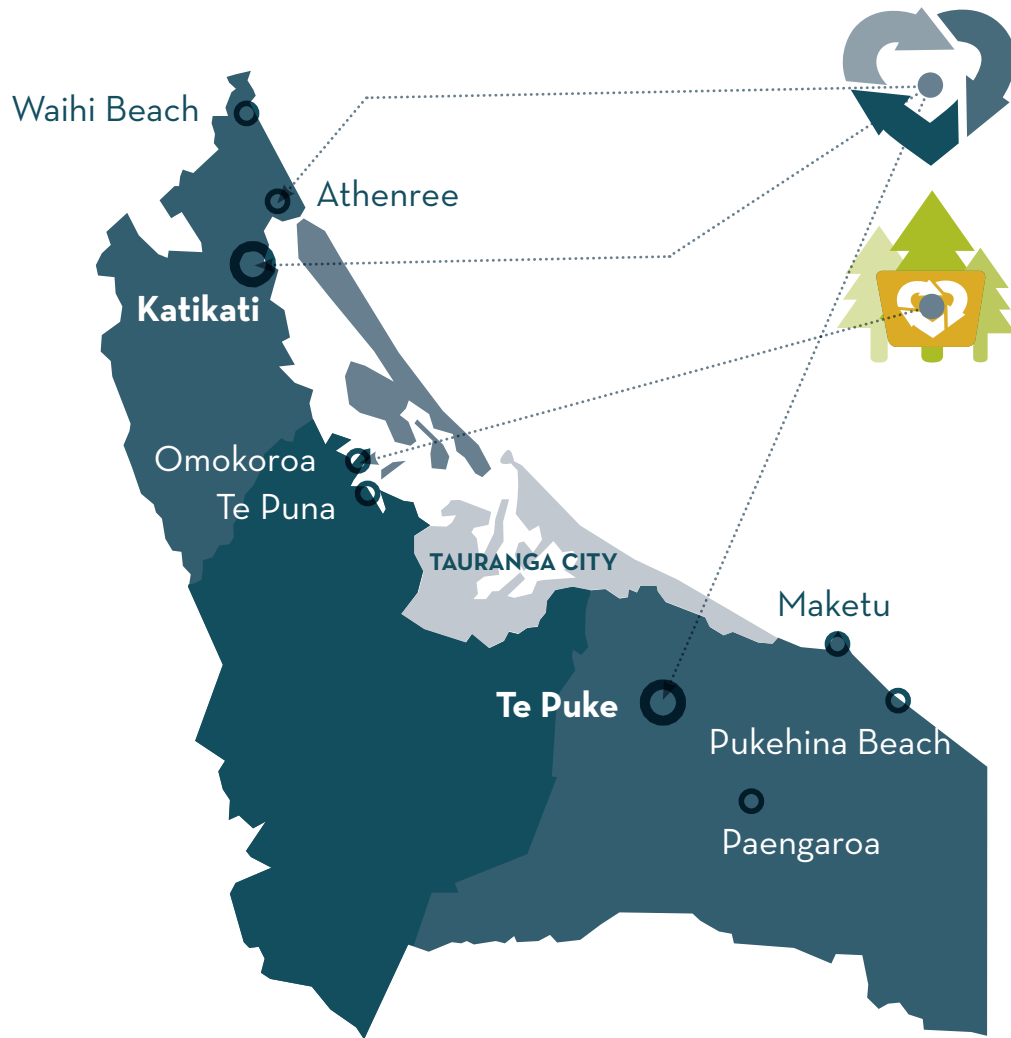 Waihi Beach
Athenree
Katikati
Omokoroa
Te Puna
TAURANGA CITY
Maketu
Te Puke
Pukehina Beach
Paengaroa